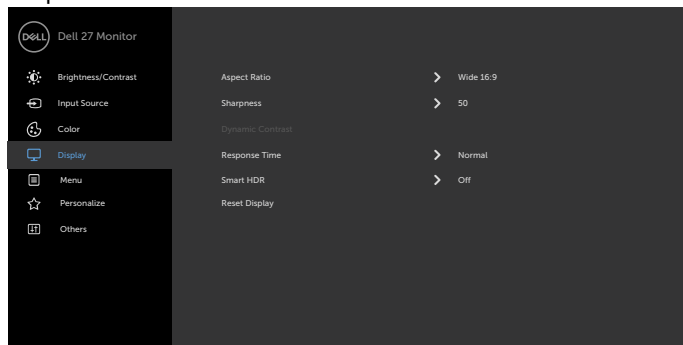 DELL
Dell 27 Monitor
Brightness/Contrast
Aspect Ratio Wide 16:9
Input Source
Sharpness 50
Color
Dynamic Contrast
Display
Response Time Normal
Menu
Smart HDR Off
Personalize
Reset Display
Others